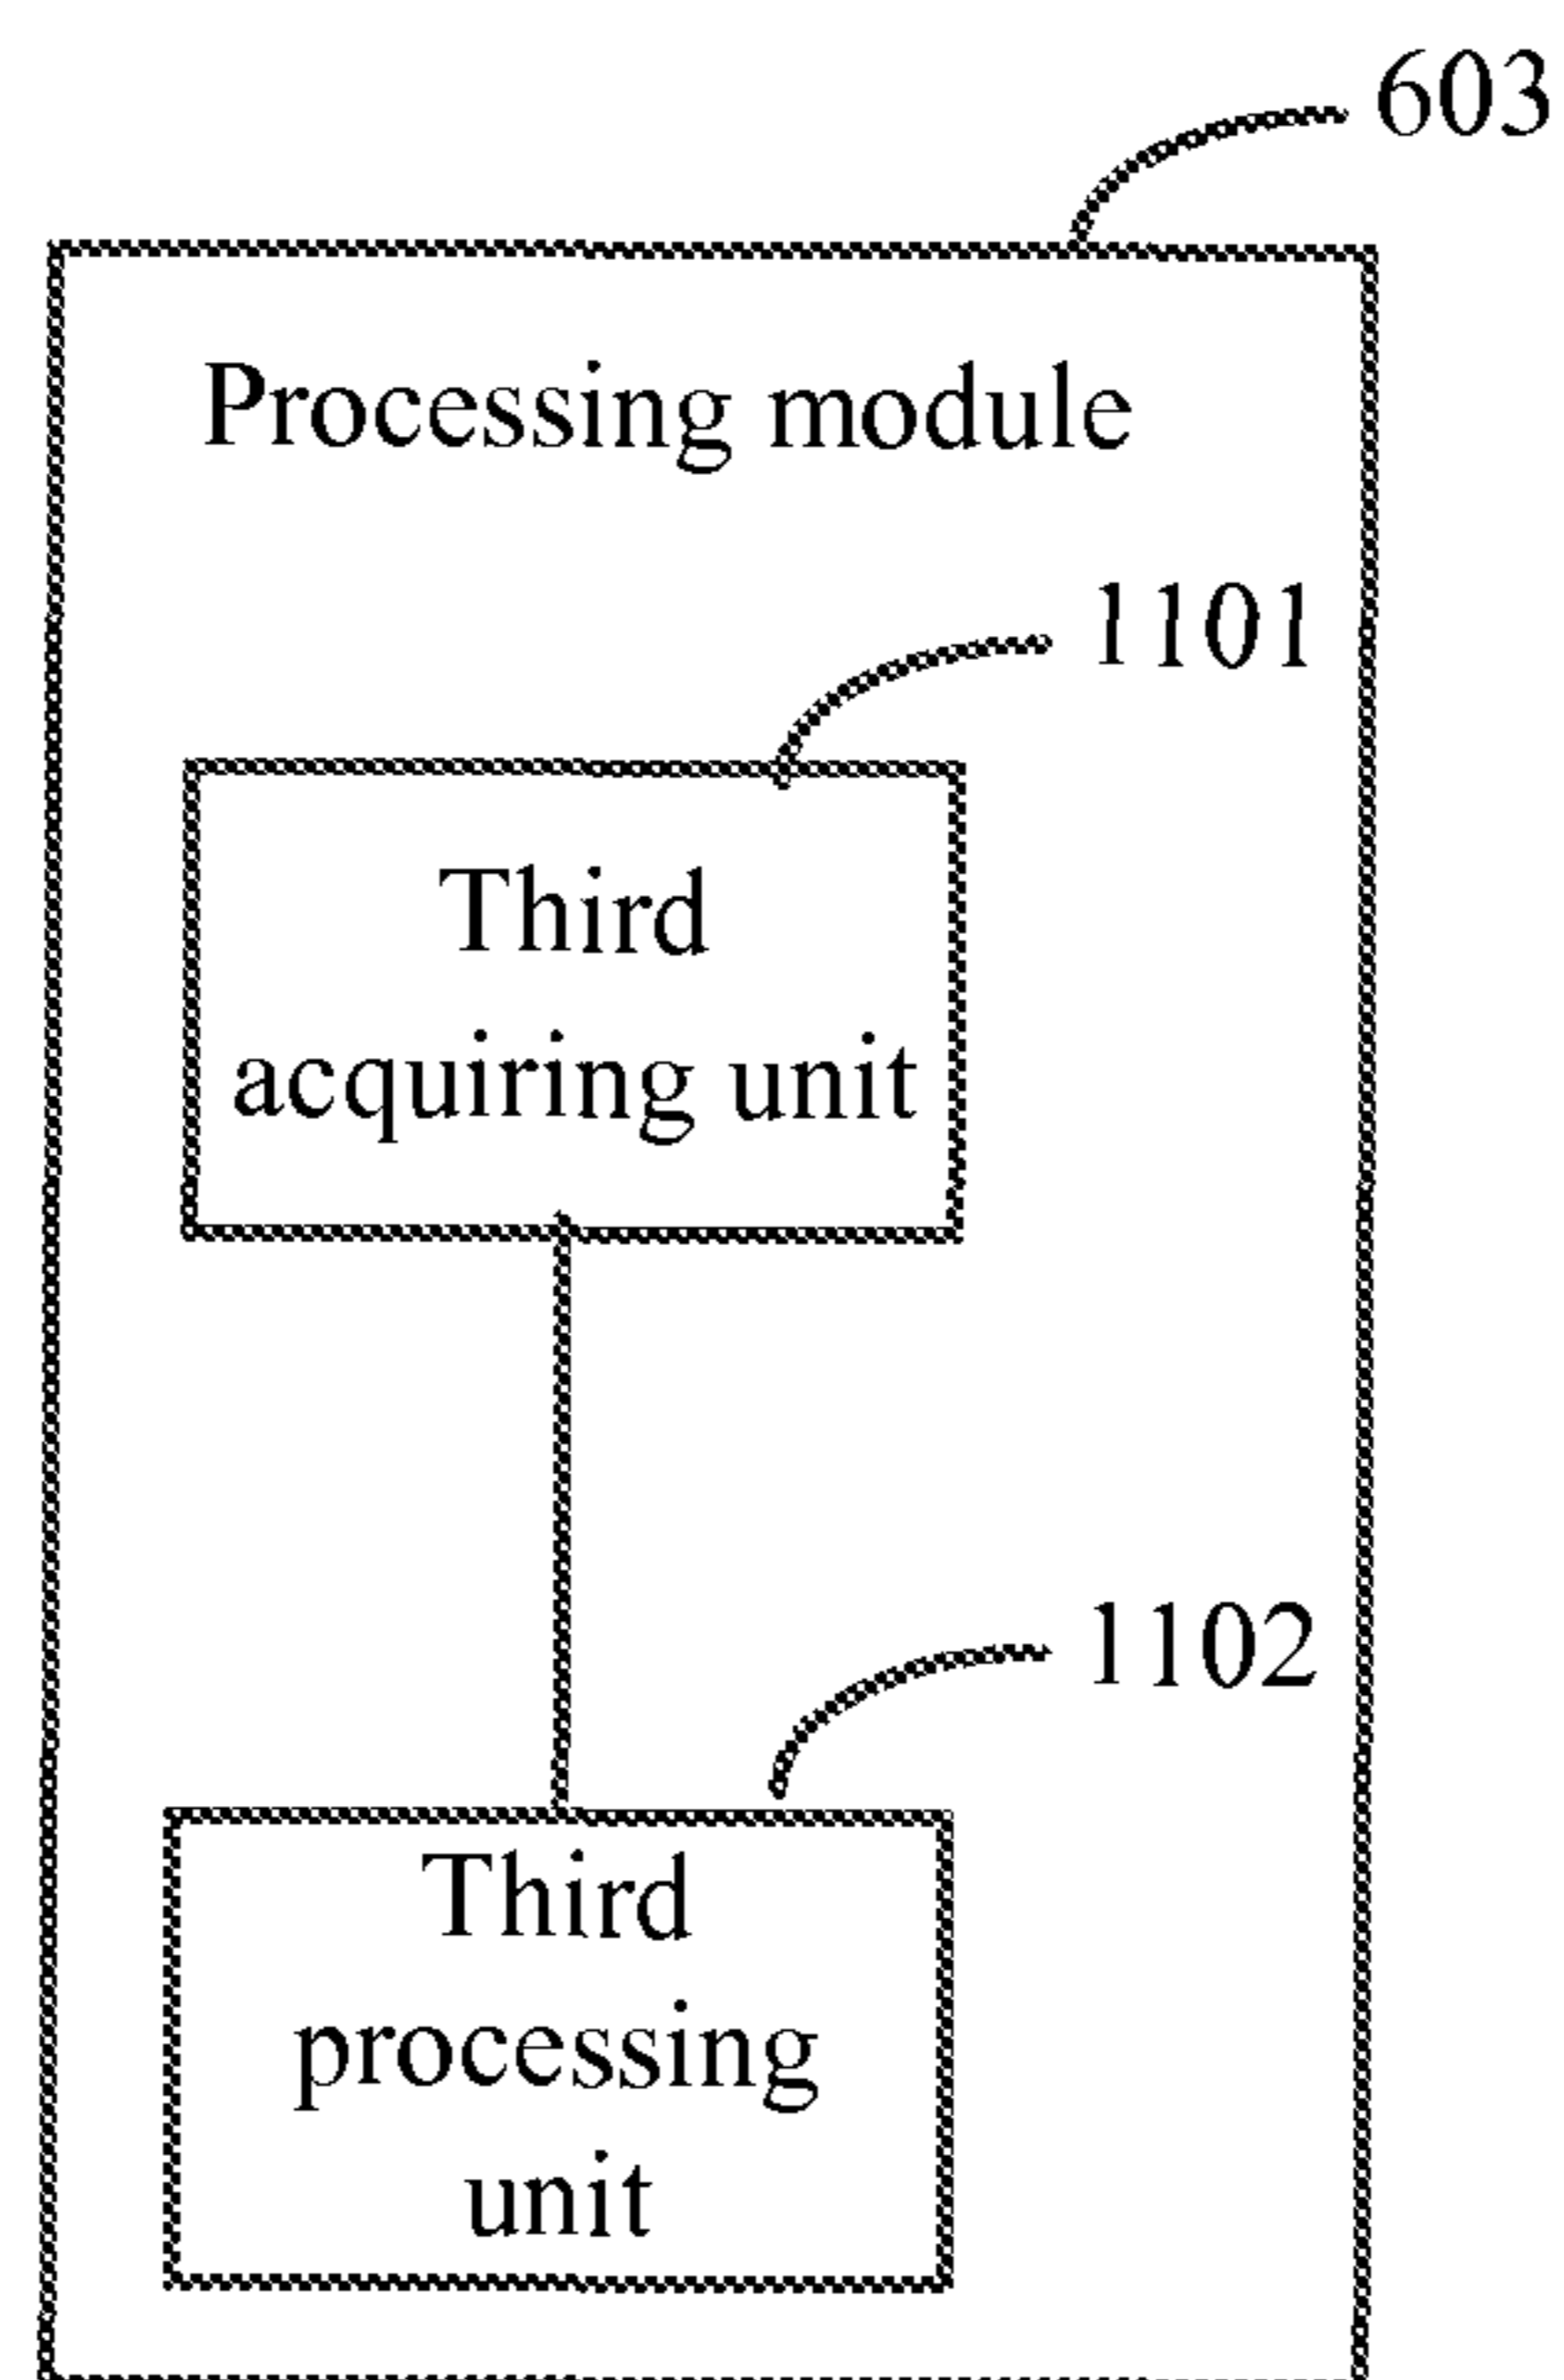 603
Processing module
1101
Third
acquiring unit
1102
Third
processing
unit